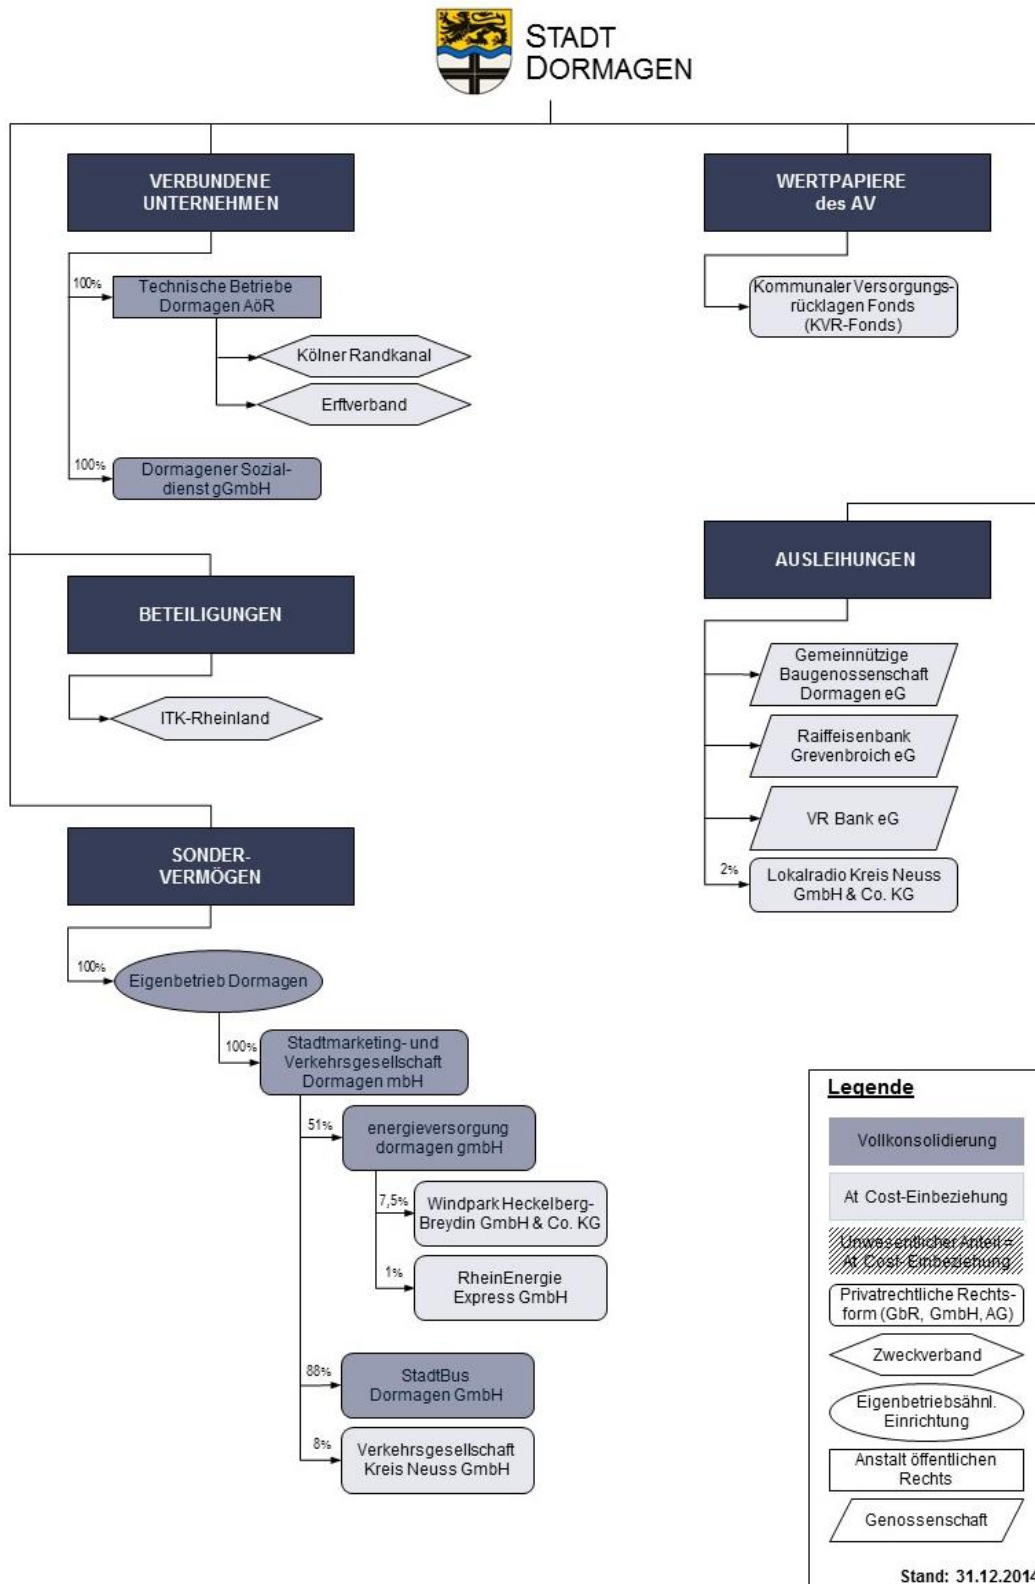 STADT
DORMAGEN
VERBUNDENE
UNTERNEHMEN
100%
Technische Betriebe
Dormagen AöR
Kölner Randkanal
Erftverband
100%
Dormagener Sozial-
dienst gGmbH
BETEILIGUNGEN
ITK-Rheinland
SONDER-
VERMÖGEN
100%
Eigenbetrieb Dormagen
100%
Stadtmarketing- und
Verkehrsgesellschaft
Dormagen mbH
51%
energieversorgung
dormagen gmbH
7,5%
Windpark Heckelberg-
Breydin GmbH & Co. KG
1%
RheinEnergie
Express GmbH
88%
StadtBus
Dormagen GmbH
8%
Verkehrsgesellschaft
Kreis Neuss GmbH
WERTPAPIERE
des AV
Kommunaler Versorgungs-
rücklagen Fonds
(KVR-Fonds)
AUSLEIHUNGEN
Gemeinnützige
Baugenossenschaft
Dormagen eG
Raiffeisenbank
Grevenbroich eG
VR Bank eG
2%
Lokalradio Kreis Neuss
GmbH & Co. KG
Legende
Vollkonsolidierung
At Cost-Einbeziehung
Unwesentlicher Anteil =
At Cost-Einbeziehung
Privatrechtliche Rechts-
form (GbR, GmbH, AG)
Zweckverband
Eigenbetriebsähnl.
Einrichtung
Anstalt öffentlichen
Rechts
Genossenschaft
Stand: 31.12.2014